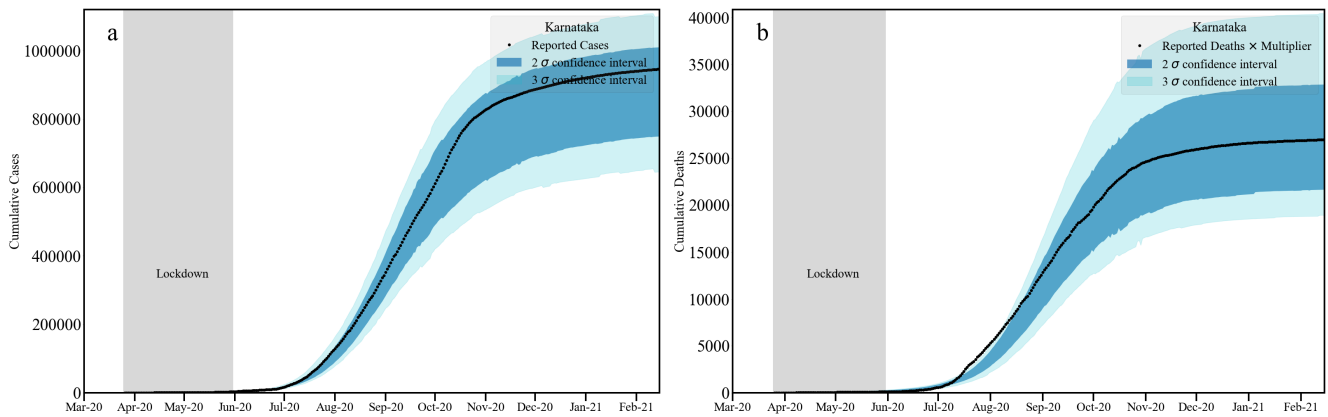 a
Karnataka
Reported Cases
2 σ confidence interval
3 σ confidence interval
Cumulative Cases
1000000
800000
600000
400000
200000
0
Lockdown
Mar-20 Apr-20 May-20 Jun-20 Jul-20 Aug-20 Sep-20 Oct-20 Nov-20 Dec-20 Jan-21 Feb-21
b
Karnataka
Reported Deaths × Multiplier
2 σ confidence interval
3 σ confidence interval
Cumulative Deaths
40000
35000
30000
25000
20000
15000
10000
5000
0
Lockdown
Mar-20 Apr-20 May-20 Jun-20 Jul-20 Aug-20 Sep-20 Oct-20 Nov-20 Dec-20 Jan-21 Feb-21